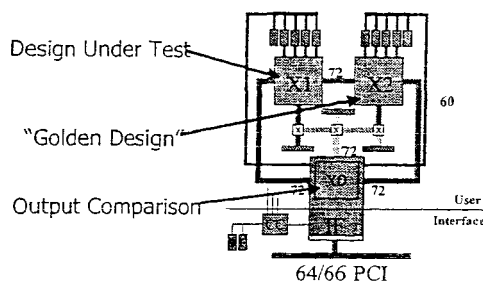 Design Under Test
X1
72
X2
60
"Golden Design"
x
x
x
72
72
X0
72
Output Comparison
User
Interface
IF
64/66 PCI